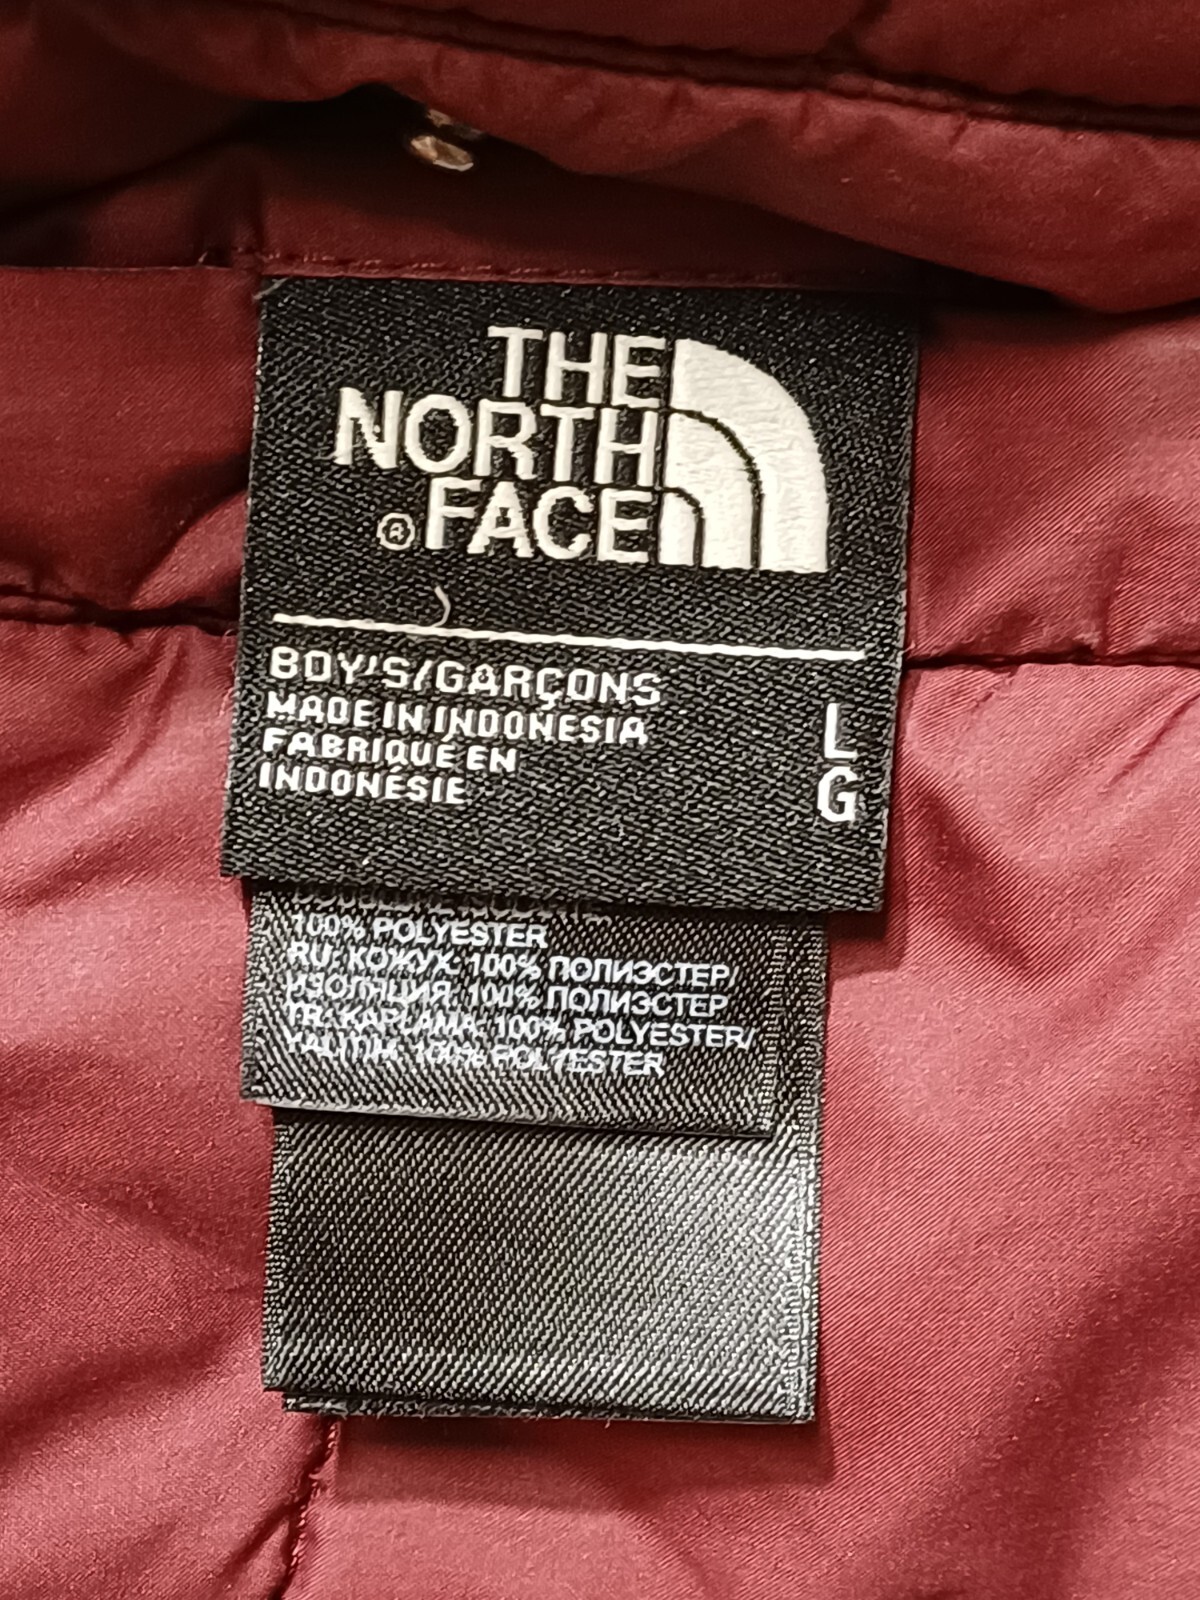 THE
NORTH
FACE
®
BOY'S/GARÇONS
MADE IN INDONESIA
FABRIQUÉ EN
INDONÉSIE
L
G
100% POLYESTER
RU: КОЖУХ: 100% ПОЛИЭСТЕР/
ИЗОЛЯЦИЯ: 100% ПОЛИЭСТЕР
TR: KAPLAMA: 100% POLYESTER/
YALITIM: 100% POLYESTER